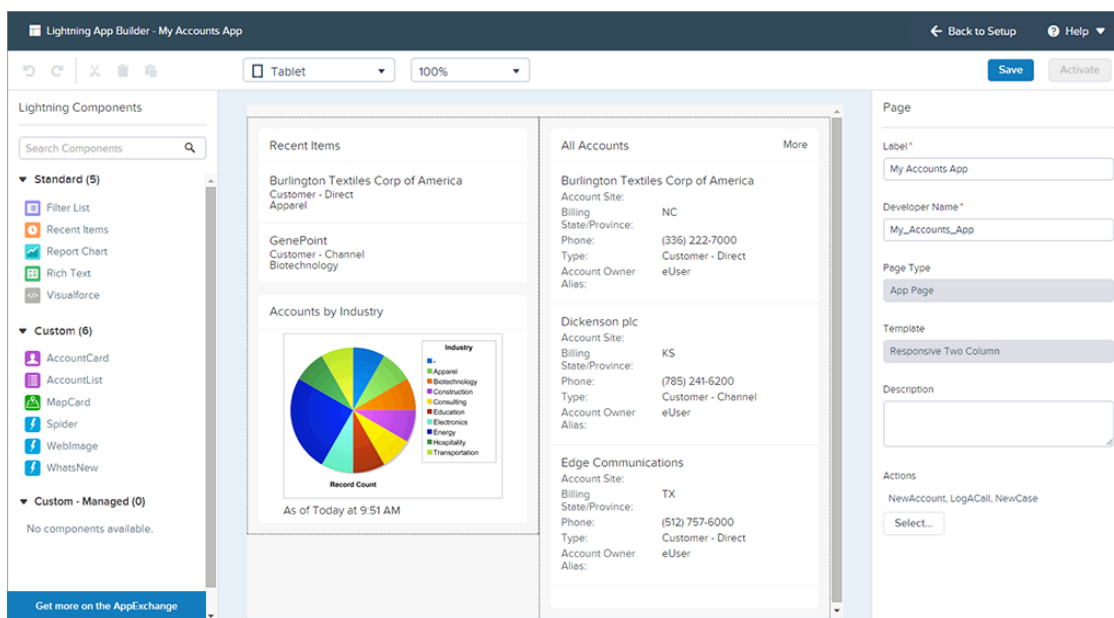 Lightning App Builder - My Accounts App
Back to Setup
Help
Tablet
100%
Save
Activate
Lightning Components
Search Components
Standard (5)
Filter List
Recent Items
Report Chart
Rich Text
Visualforce
Custom (6)
AccountCard
AccountList
MapCard
Spider
WebImage
WhatsNew
Custom - Managed (0)
No components available.
Get more on the AppExchange
Recent Items
Burlington Textiles Corp of America
Customer - Direct
Apparel
GenePoint
Customer - Channel
Biotechnology
Accounts by Industry
Industry
-
Apparel
Biotechnology
Construction
Consulting
Education
Electronics
Energy
Hospitality
Transportation
Record Count
As of Today at 9:51 AM
All Accounts More
Burlington Textiles Corp of America
Account Site:
Billing NC
State/Province:
Phone: (336) 222-7000
Type: Customer - Direct
Account Owner eUser
Alias:
Dickenson plc
Account Site:
Billing KS
State/Province:
Phone: (785) 241-6200
Type: Customer - Channel
Account Owner eUser
Alias:
Edge Communications
Account Site:
Billing TX
State/Province:
Phone: (512) 757-6000
Type: Customer - Direct
Account Owner eUser
Alias:
Page
Label*
My Accounts App
Developer Name*
My_Accounts_App
Page Type
App Page
Template
Responsive Two Column
Description
Actions
NewAccount, LogACall, NewCase
Select...